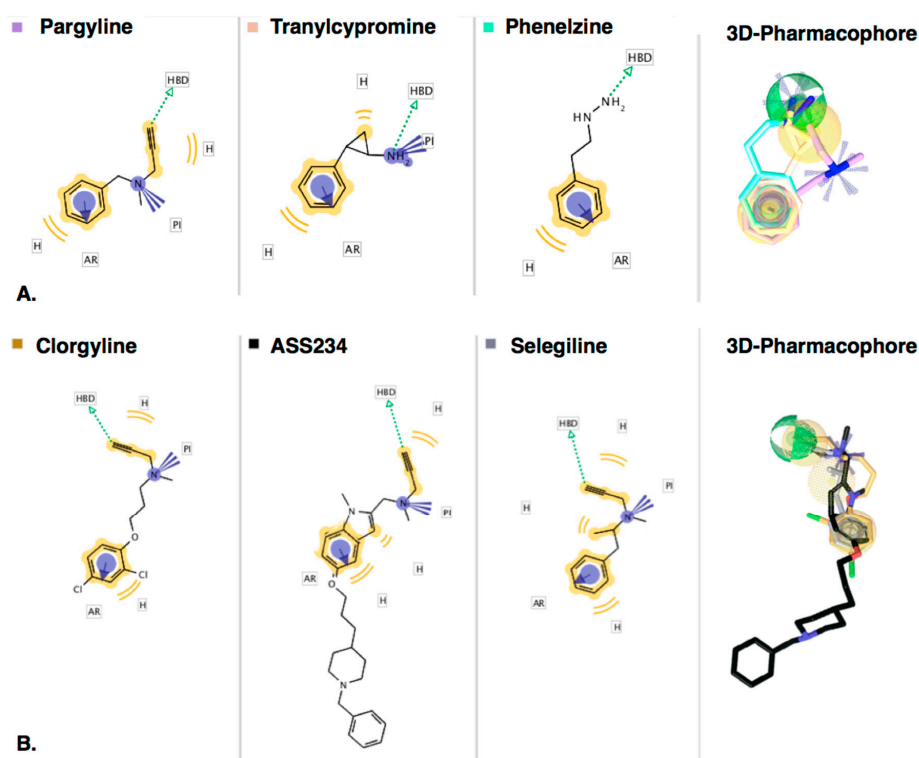 Pargyline
Tranylcypromine
Phenelzine
3D-Pharmacophore
HBD
H
N
PI
H
AR
H
HBD
PI
NH2
H
AR
HBD
NH2
HN
H
AR
A.
Clorgyline
ASS234
Selegiline
3D-Pharmacophore
HBD
H
PI
N
O
Cl
Cl
AR
H
HBD
H
N
N
PI
AR
H
O
H
N
HBD
H
PI
H
N
AR
H
B.